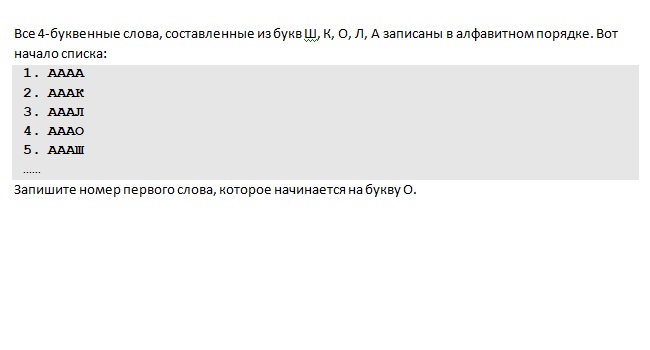 Все 4-буквенные слова, составленные из букв Ш, К, О, Л, А записаны в алфавитном порядке. Вот
начало списка:
1. АААА
2. АААК
3. АААЛ
4. АААО
5. АААШ
......
Запишите номер первого слова, которое начинается на букву О.